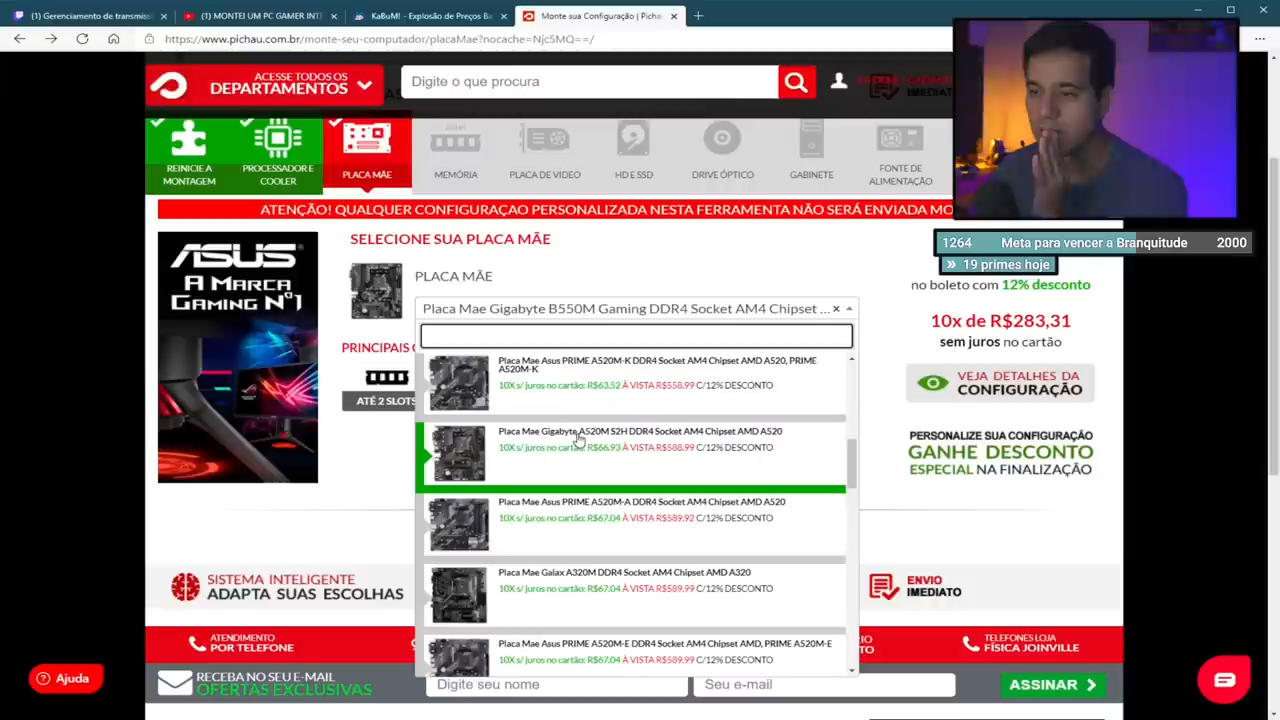 Gerenciamento de transmiss
(1) MONTEI UM PC GAMER INT
KaBuM! - Explosão de Preços Ba
Monte sua Configuração | Picha
https://www.pichau.com.br/monte-seu-computador/placaMae?nocache=Njc5MQ==/
ACESSE TODOS OS
DEPARTAMENTOS
Digite o que procura
IMEDIATO
REINICIE A
MONTAGEM
PROCESSADOR E
COOLER
PLACA MÃE
MEMÓRIA
PLACA DE VIDEO
HD E SSD
DRIVE ÓPTICO
GABINETE
FONTE DE
ALIMENTAÇÃO
ATENÇÃO! QUALQUER CONFIGURAÇAO PERSONALIZADA NESTA FERRAMENTA NÃO SERÁ ENVIADA MO
1264 Meta para vencer a Branquitude 2000
19 primes hoje
ASUS
A MARCA
GAMING Nº1
SELECIONE SUA PLACA MÃE
PLACA MÃE
Placa Mae Gigabyte B550M Gaming DDR4 Socket AM4 Chipset ...
PRINCIPAIS
ATÉ 2 SLOTS
Placa Mae Asus PRIME A520M-K DDR4 Socket AM4 Chipset AMD A520, PRIME
A520M-K
10X s/ juros no cartão: R$63.52 À VISTA R$558.99 C/12% DESCONTO
Placa Mae Gigabyte A520M S2H DDR4 Socket AM4 Chipset AMD A520
10X s/ juros no cartão: R$66.93 À VISTA R$588.99 C/12% DESCONTO
Placa Mae Asus PRIME A520M-A DDR4 Socket AM4 Chipset AMD A520
10X s/ juros no cartão: R$67.04 À VISTA R$589.92 C/12% DESCONTO
Placa Mae Galax A320M DDR4 Socket AM4 Chipset AMD A320
10X s/ juros no cartão: R$67.04 À VISTA R$589.99 C/12% DESCONTO
Placa Mae Asus PRIME A520M-E DDR4 Socket AM4 Chipset AMD, PRIME A520M-E
10X s/ juros no cartão: R$67.04 À VISTA R$589.99 C/12% DESCONTO
no boleto com 12% desconto
10x de R$283,31
sem juros no cartão
VEJA DETALHES DA
CONFIGURAÇÃO
PERSONALIZE SUA CONFIGURAÇÃO
GANHE DESCONTO
ESPECIAL NA FINALIZAÇÃO
SISTEMA INTELIGENTE
ADAPTA SUAS ESCOLHAS
ENVIO
IMEDIATO
ATENDIMENTO
POR TELEFONE
TELEFONES LOJA
FÍSICA JOINVILLE
Ajuda
RECEBA NO SEU E-MAIL
OFERTAS EXCLUSIVAS
Digite seu nome
Seu e-mail
ASSINAR